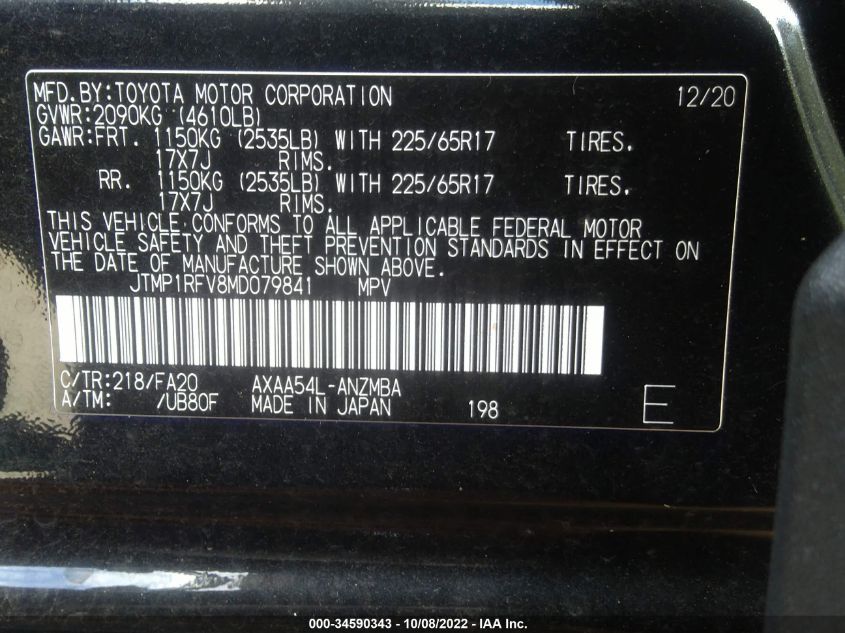 MFD.BY:TOYOTA MOTOR CORPORATION 12/20
GVWR:2090KG (4610LB)
GAWR:FRT. 1150KG (2535LB) WITH 225/65R17 TIRES.
17X7J RIMS.
RR. 1150KG (2535LB) WITH 225/65R17 TIRES.
17X7J RIMS.
THIS VEHICLE CONFORMS TO ALL APPLICABLE FEDERAL MOTOR
VEHICLE SAFETY AND THEFT PREVENTION STANDARDS IN EFFECT ON
THE DATE OF MANUFACTURE SHOWN ABOVE.
JTMP1RFV8MD079841 MPV
C/TR:218/FA20 AXAA54L-ANZMBA
A/TM: /UB80F MADE IN JAPAN 198 E
000-34590343 - 10/08/2022 - IAA Inc.